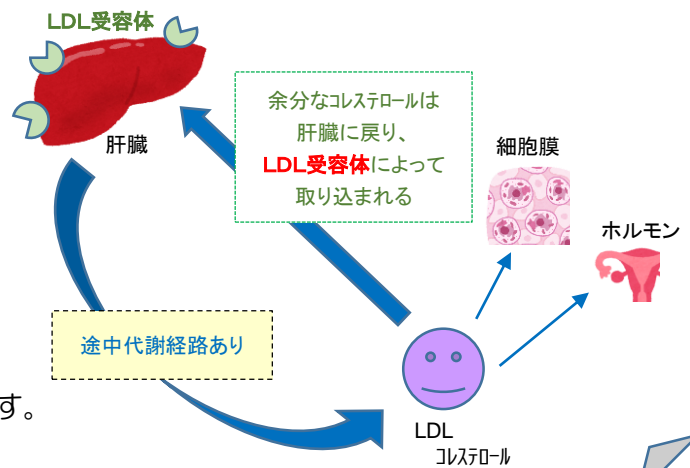 LDL受容体
肝臓
余分なｺﾚｽﾃﾛｰﾙは
肝臓に戻り、
LDL受容体によって
取り込まれる
細胞膜
ホルモン
途中代謝経路あり
す。
LDL
ｺﾚｽﾃﾛｰﾙ